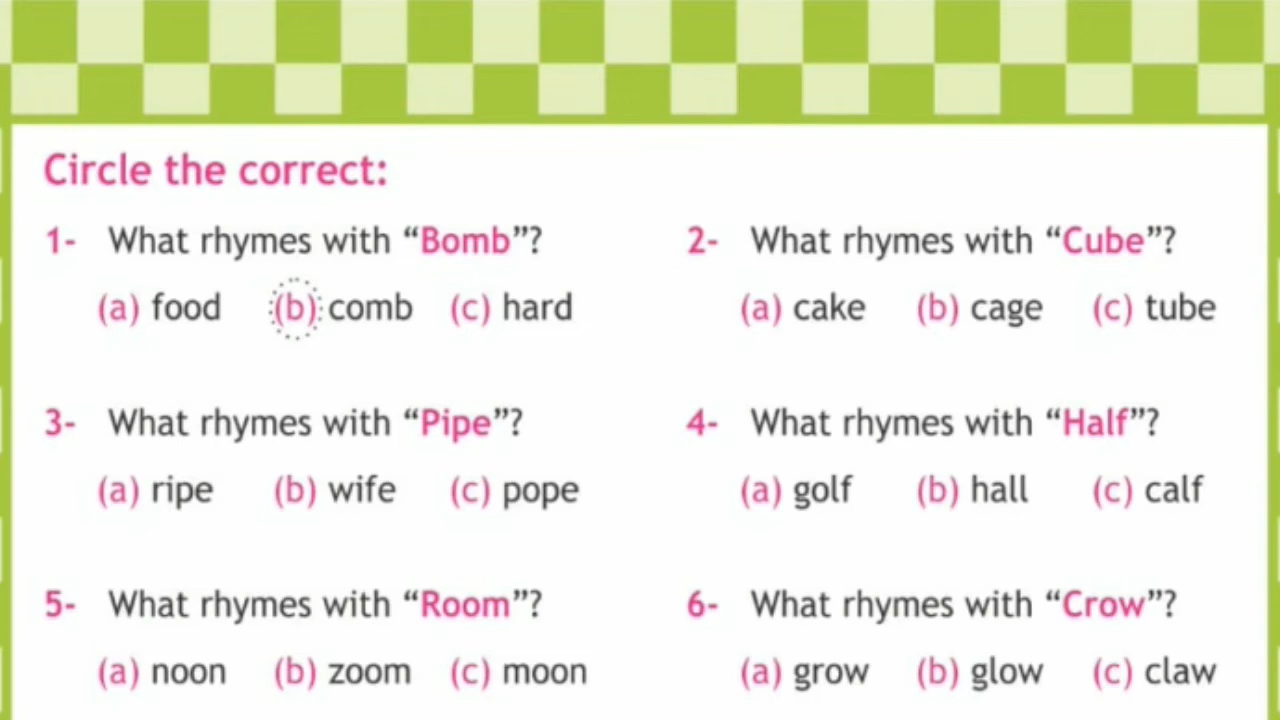 Circle the correct:
1- What rhymes with “Bomb”?
(a) food (b) comb (c) hard
2- What rhymes with “Cube”?
(a) cake (b) cage (c) tube
3- What rhymes with “Pipe”?
(a) ripe (b) wife (c) pope
4- What rhymes with “Half”?
(a) golf (b) hall (c) calf
5- What rhymes with “Room”?
(a) noon (b) zoom (c) moon
6- What rhymes with “Crow”?
(a) grow (b) glow (c) claw